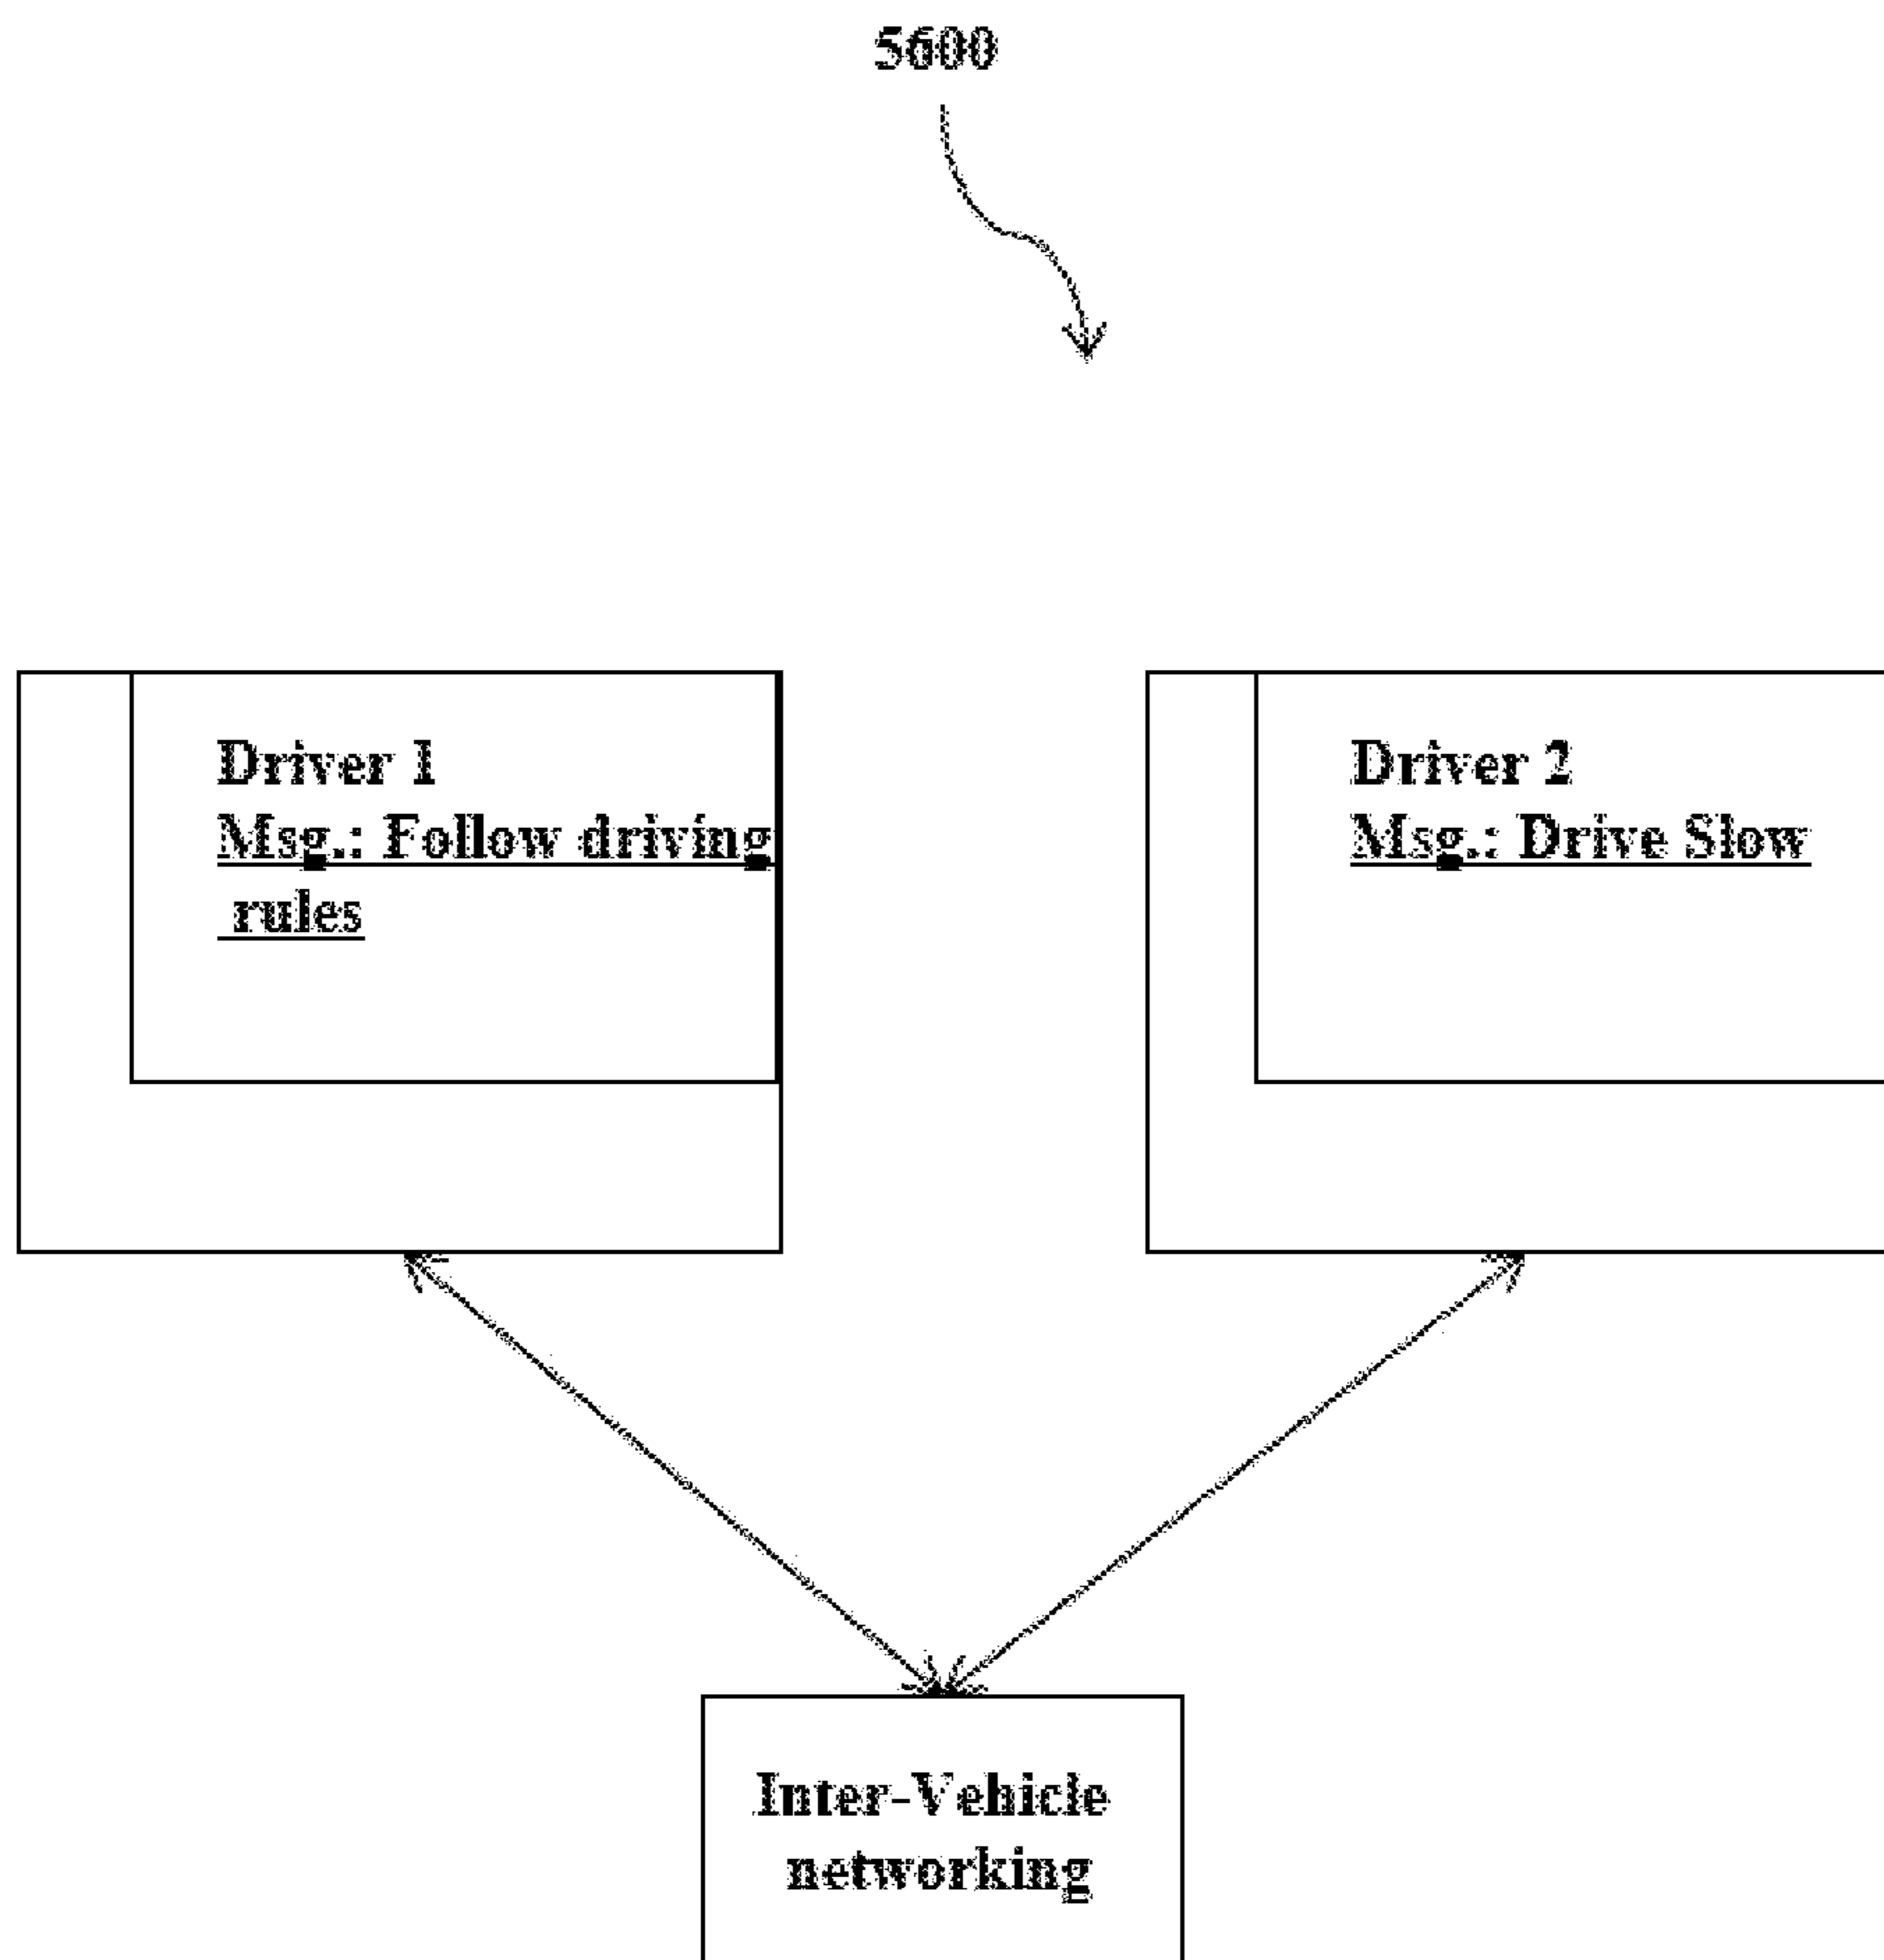 5600
Driver 1
Msg.: Follow driving
rules
Driver 2
Msg.: Drive Slow
Inter-Vehicle
networking